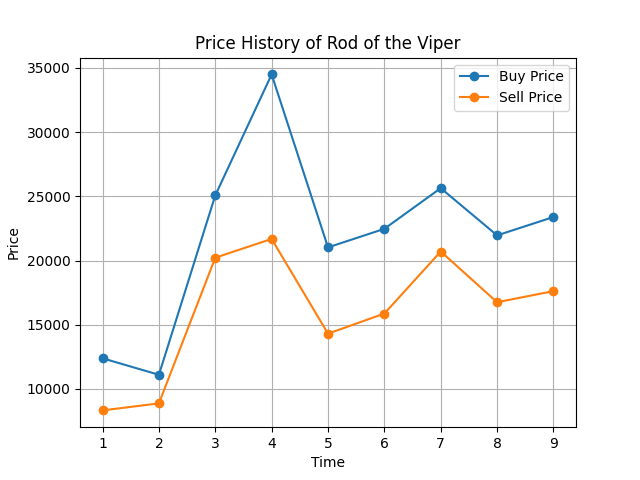 Price History of Rod of the Viper
Buy Price
Sell Price
Price
35000
30000
25000
20000
15000
10000
1 2 3 4 5 6 7 8 9
Time